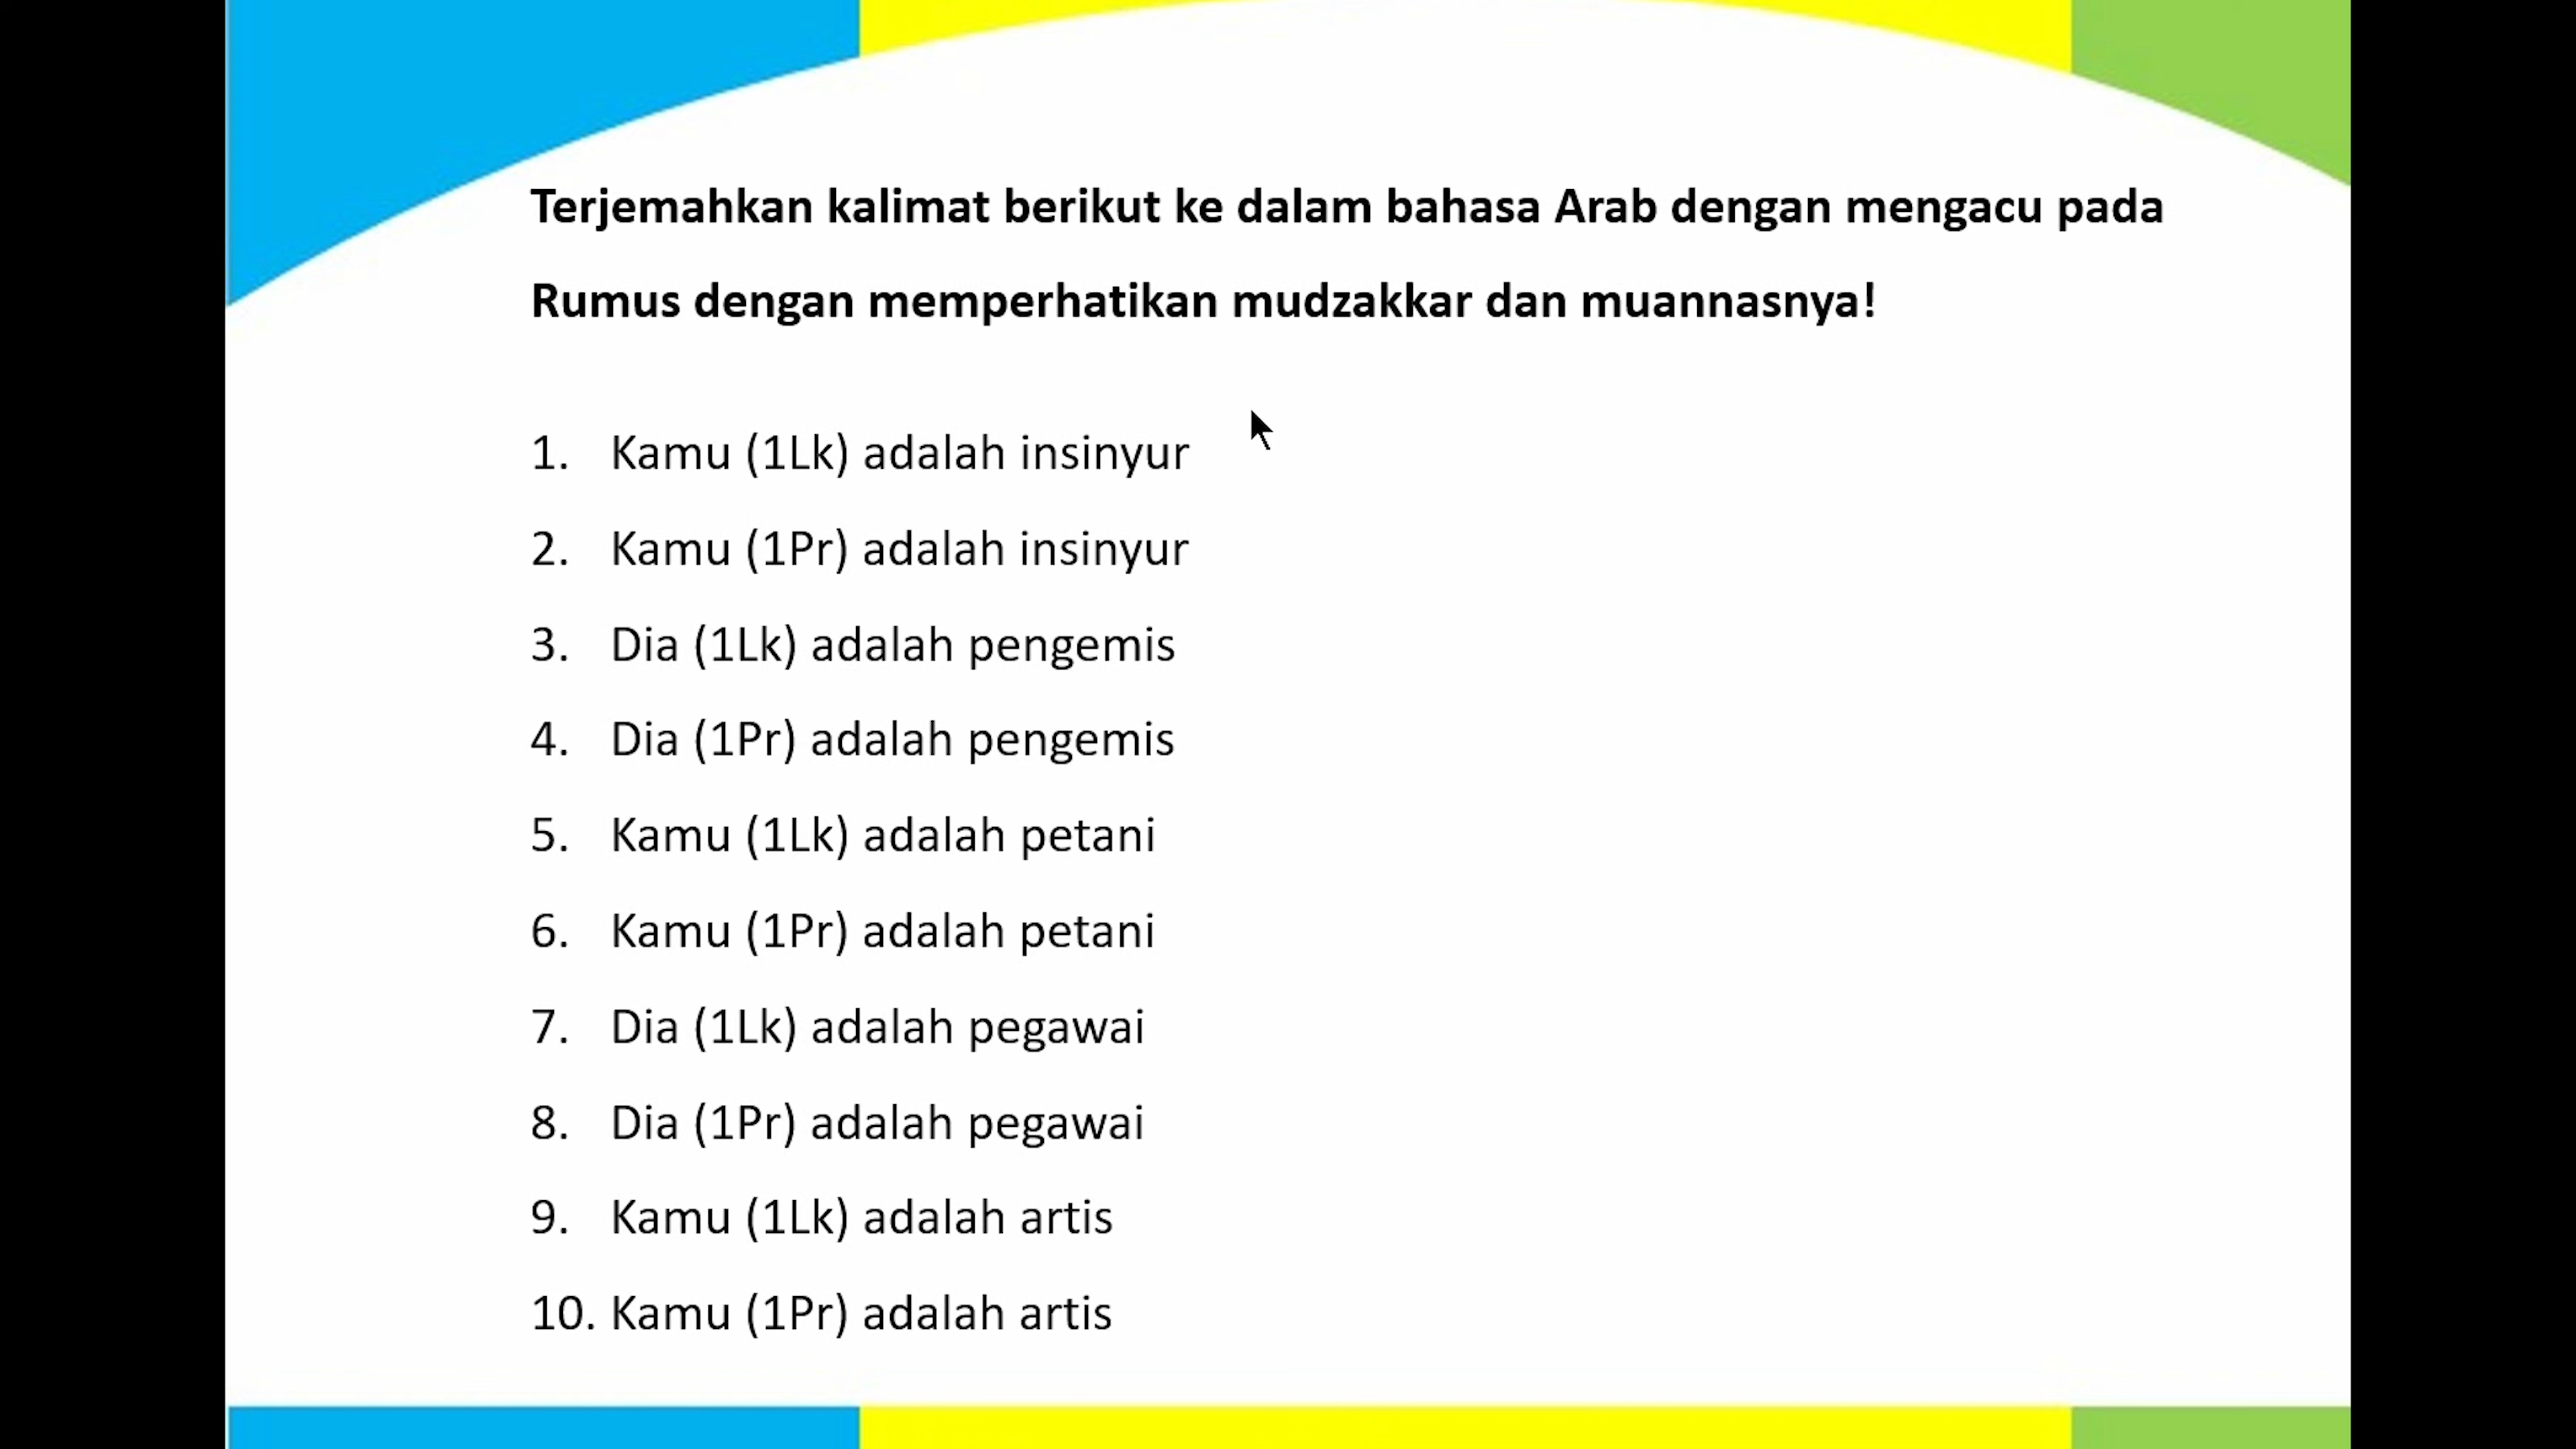 Terjemahkan kalimat berikut ke dalam bahasa Arab dengan mengacu pada
Rumus dengan memperhatikan mudzakkar dan muannasnya!
1. Kamu (1Lk) adalah insinyur
2. Kamu (1Pr) adalah insinyur
3. Dia (1Lk) adalah pengemis
4. Dia (1Pr) adalah pengemis
5. Kamu (1Lk) adalah petani
6. Kamu (1Pr) adalah petani
7. Dia (1Lk) adalah pegawai
8. Dia (1Pr) adalah pegawai
9. Kamu (1Lk) adalah artis
10. Kamu (1Pr) adalah artis